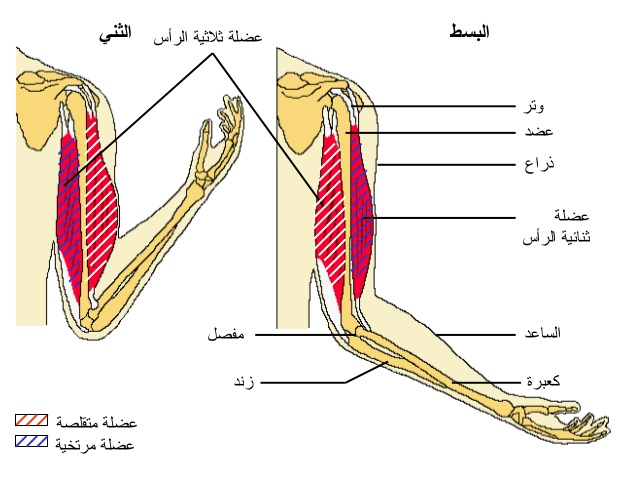 البسط
الثني
عضلة ثلاثية الرأس
وتر
عضد
ذراع
عضلة
ثنائية الرأس
الساعد
مفصل
كعبرة
زند
عضلة متقلصة
عضلة مرتخية